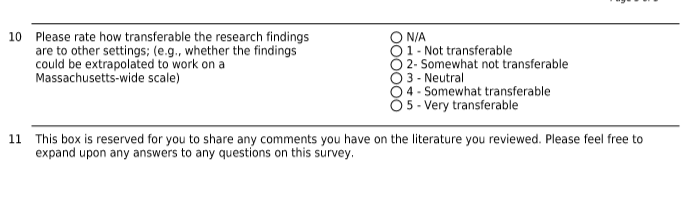 10 Please rate how transferable the research findings
are to other settings; (e.g., whether the findings
could be extrapolated to work on a
Massachusetts-wide scale)
N/A
1 - Not transferable
2- Somewhat not transferable
3 - Neutral
4 - Somewhat transferable
5 - Very transferable
11 This box is reserved for you to share any comments you have on the literature you reviewed. Please feel free to
expand upon any answers to any questions on this survey.